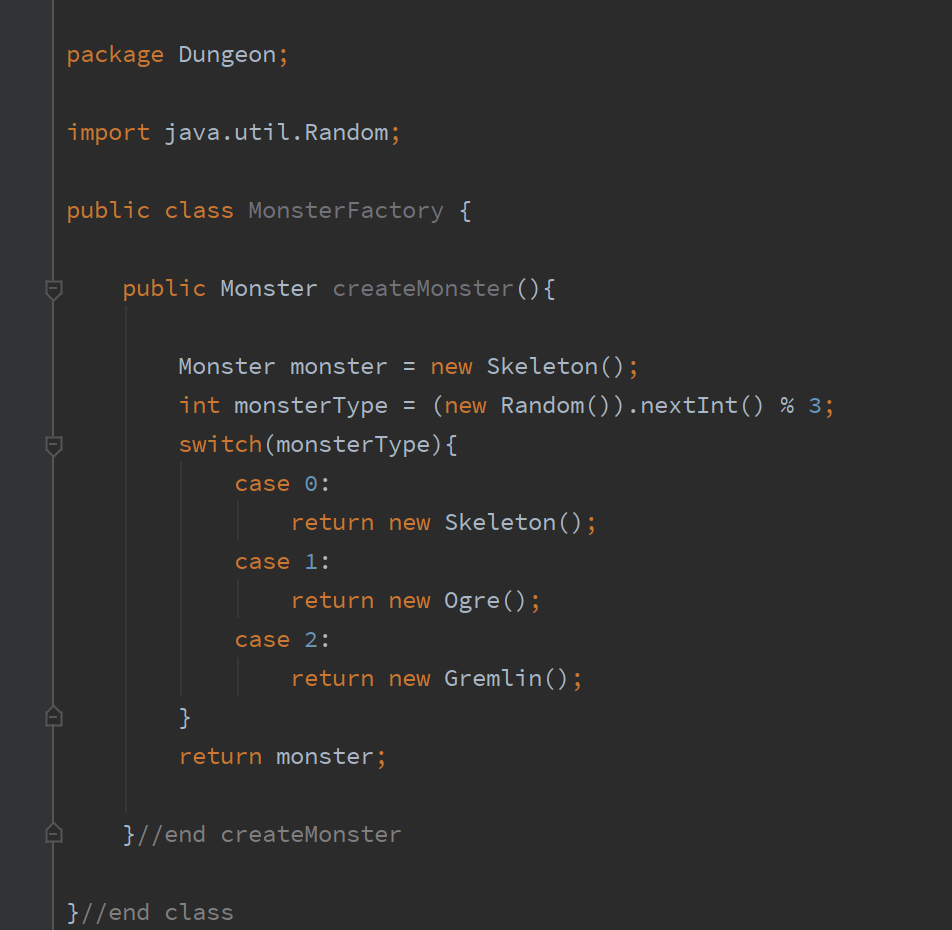 package Dungeon;
import java.util.Random;
public class MonsterFactory {
public Monster createMonster(){
Monster monster = new Skeleton();
int monsterType = (new Random()).nextInt() % 3;
switch(monsterType){
case 0:
return new Skeleton();
case 1:
return new Ogre();
case 2:
return new Gremlin();
}
return monster;
}//end createMonster
}//end class